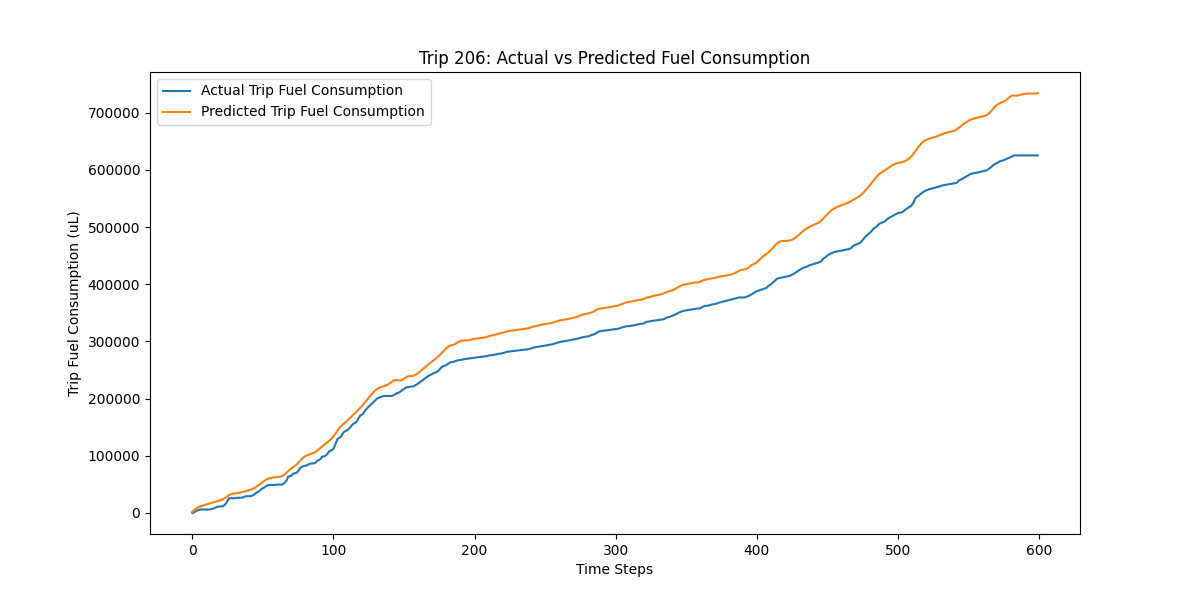 Trip 206: Actual vs Predicted Fuel Consumption
Actual Trip Fuel Consumption
Predicted Trip Fuel Consumption
Trip Fuel Consumption (uL)
700000
600000
500000
400000
300000
200000
100000
0
0 100 200 300 400 500 600
Time Steps